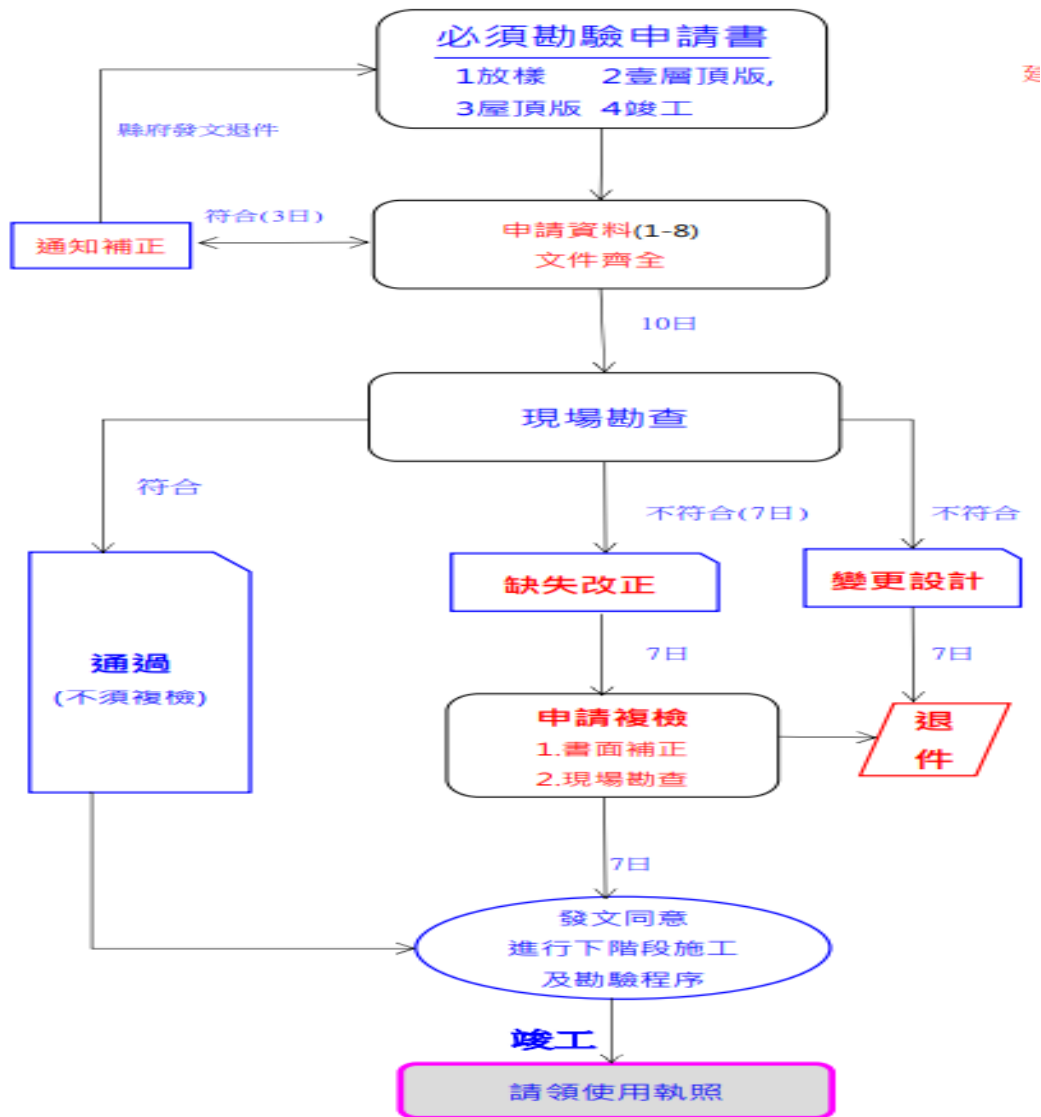 必須勘驗申請書
1放樣 2壹層頂版,
3屋頂版 4竣工
縣府發文退件
符合(3日)
通知補正
申請資料(1-8)
文件齊全
10日
現場勘查
符合
不符合(7日)
不符合
缺失改正
變更設計
通過
(不須複檢)
7日
7日
申請複檢
1.書面補正
2.現場勘查
退
件
7日
發文同意
進行下階段施工
及勘驗程序
竣工
請領使用執照